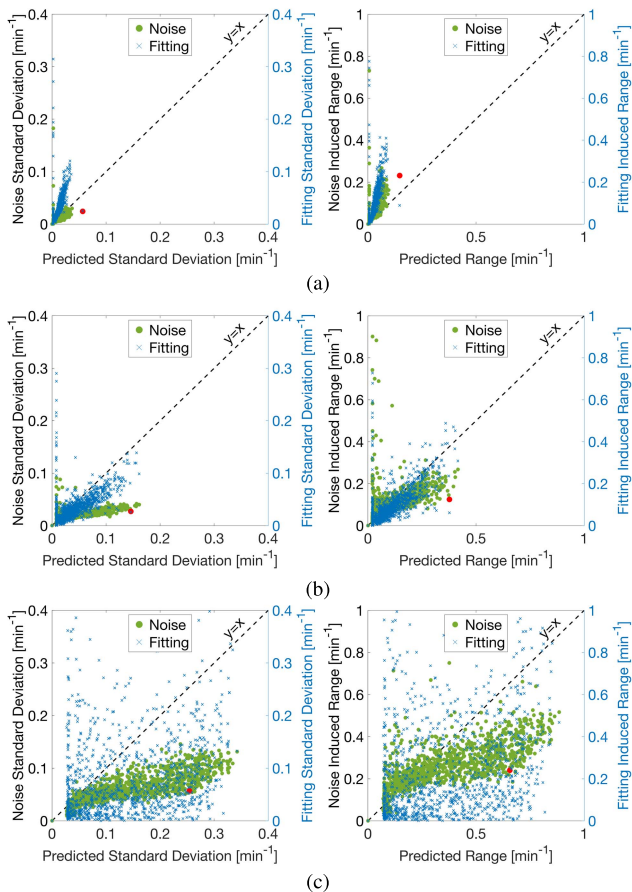 0.4
0.3
0.2
0.1
0
Noise Standard Deviation [min-1]
Noise
Fitting
y=x
0.4
0.3
0.2
0.1
0
Fitting Standard Deviation [min-1]
0 0.1 0.2 0.3 0.4
Predicted Standard Deviation [min-1]
1
0.8
0.6
0.4
0.2
0
Noise Induced Range [min-1]
Noise
Fitting
y=x
1
0.8
0.6
0.4
0.2
0
Fitting Induced Range [min-1]
0 0.5 1
Predicted Range [min-1]
(a)
0.4
0.3
0.2
0.1
0
Noise Standard Deviation [min-1]
Noise
Fitting
y=x
0.4
0.3
0.2
0.1
0
Fitting Standard Deviation [min-1]
0 0.1 0.2 0.3 0.4
Predicted Standard Deviation [min-1]
1
0.8
0.6
0.4
0.2
0
Noise Induced Range [min-1]
Noise
Fitting
y=x
1
0.8
0.6
0.4
0.2
0
Fitting Induced Range [min-1]
0 0.5 1
Predicted Range [min-1]
(b)
0.4
0.3
0.2
0.1
0
Noise Standard Deviation [min-1]
Noise
Fitting
y=x
0.4
0.3
0.2
0.1
0
Fitting Standard Deviation [min-1]
0 0.1 0.2 0.3 0.4
Predicted Standard Deviation [min-1]
1
0.8
0.6
0.4
0.2
0
Noise Induced Range [min-1]
Noise
Fitting
y=x
1
0.8
0.6
0.4
0.2
0
Fitting Induced Range [min-1]
0 0.5 1
Predicted Range [min-1]
(c)